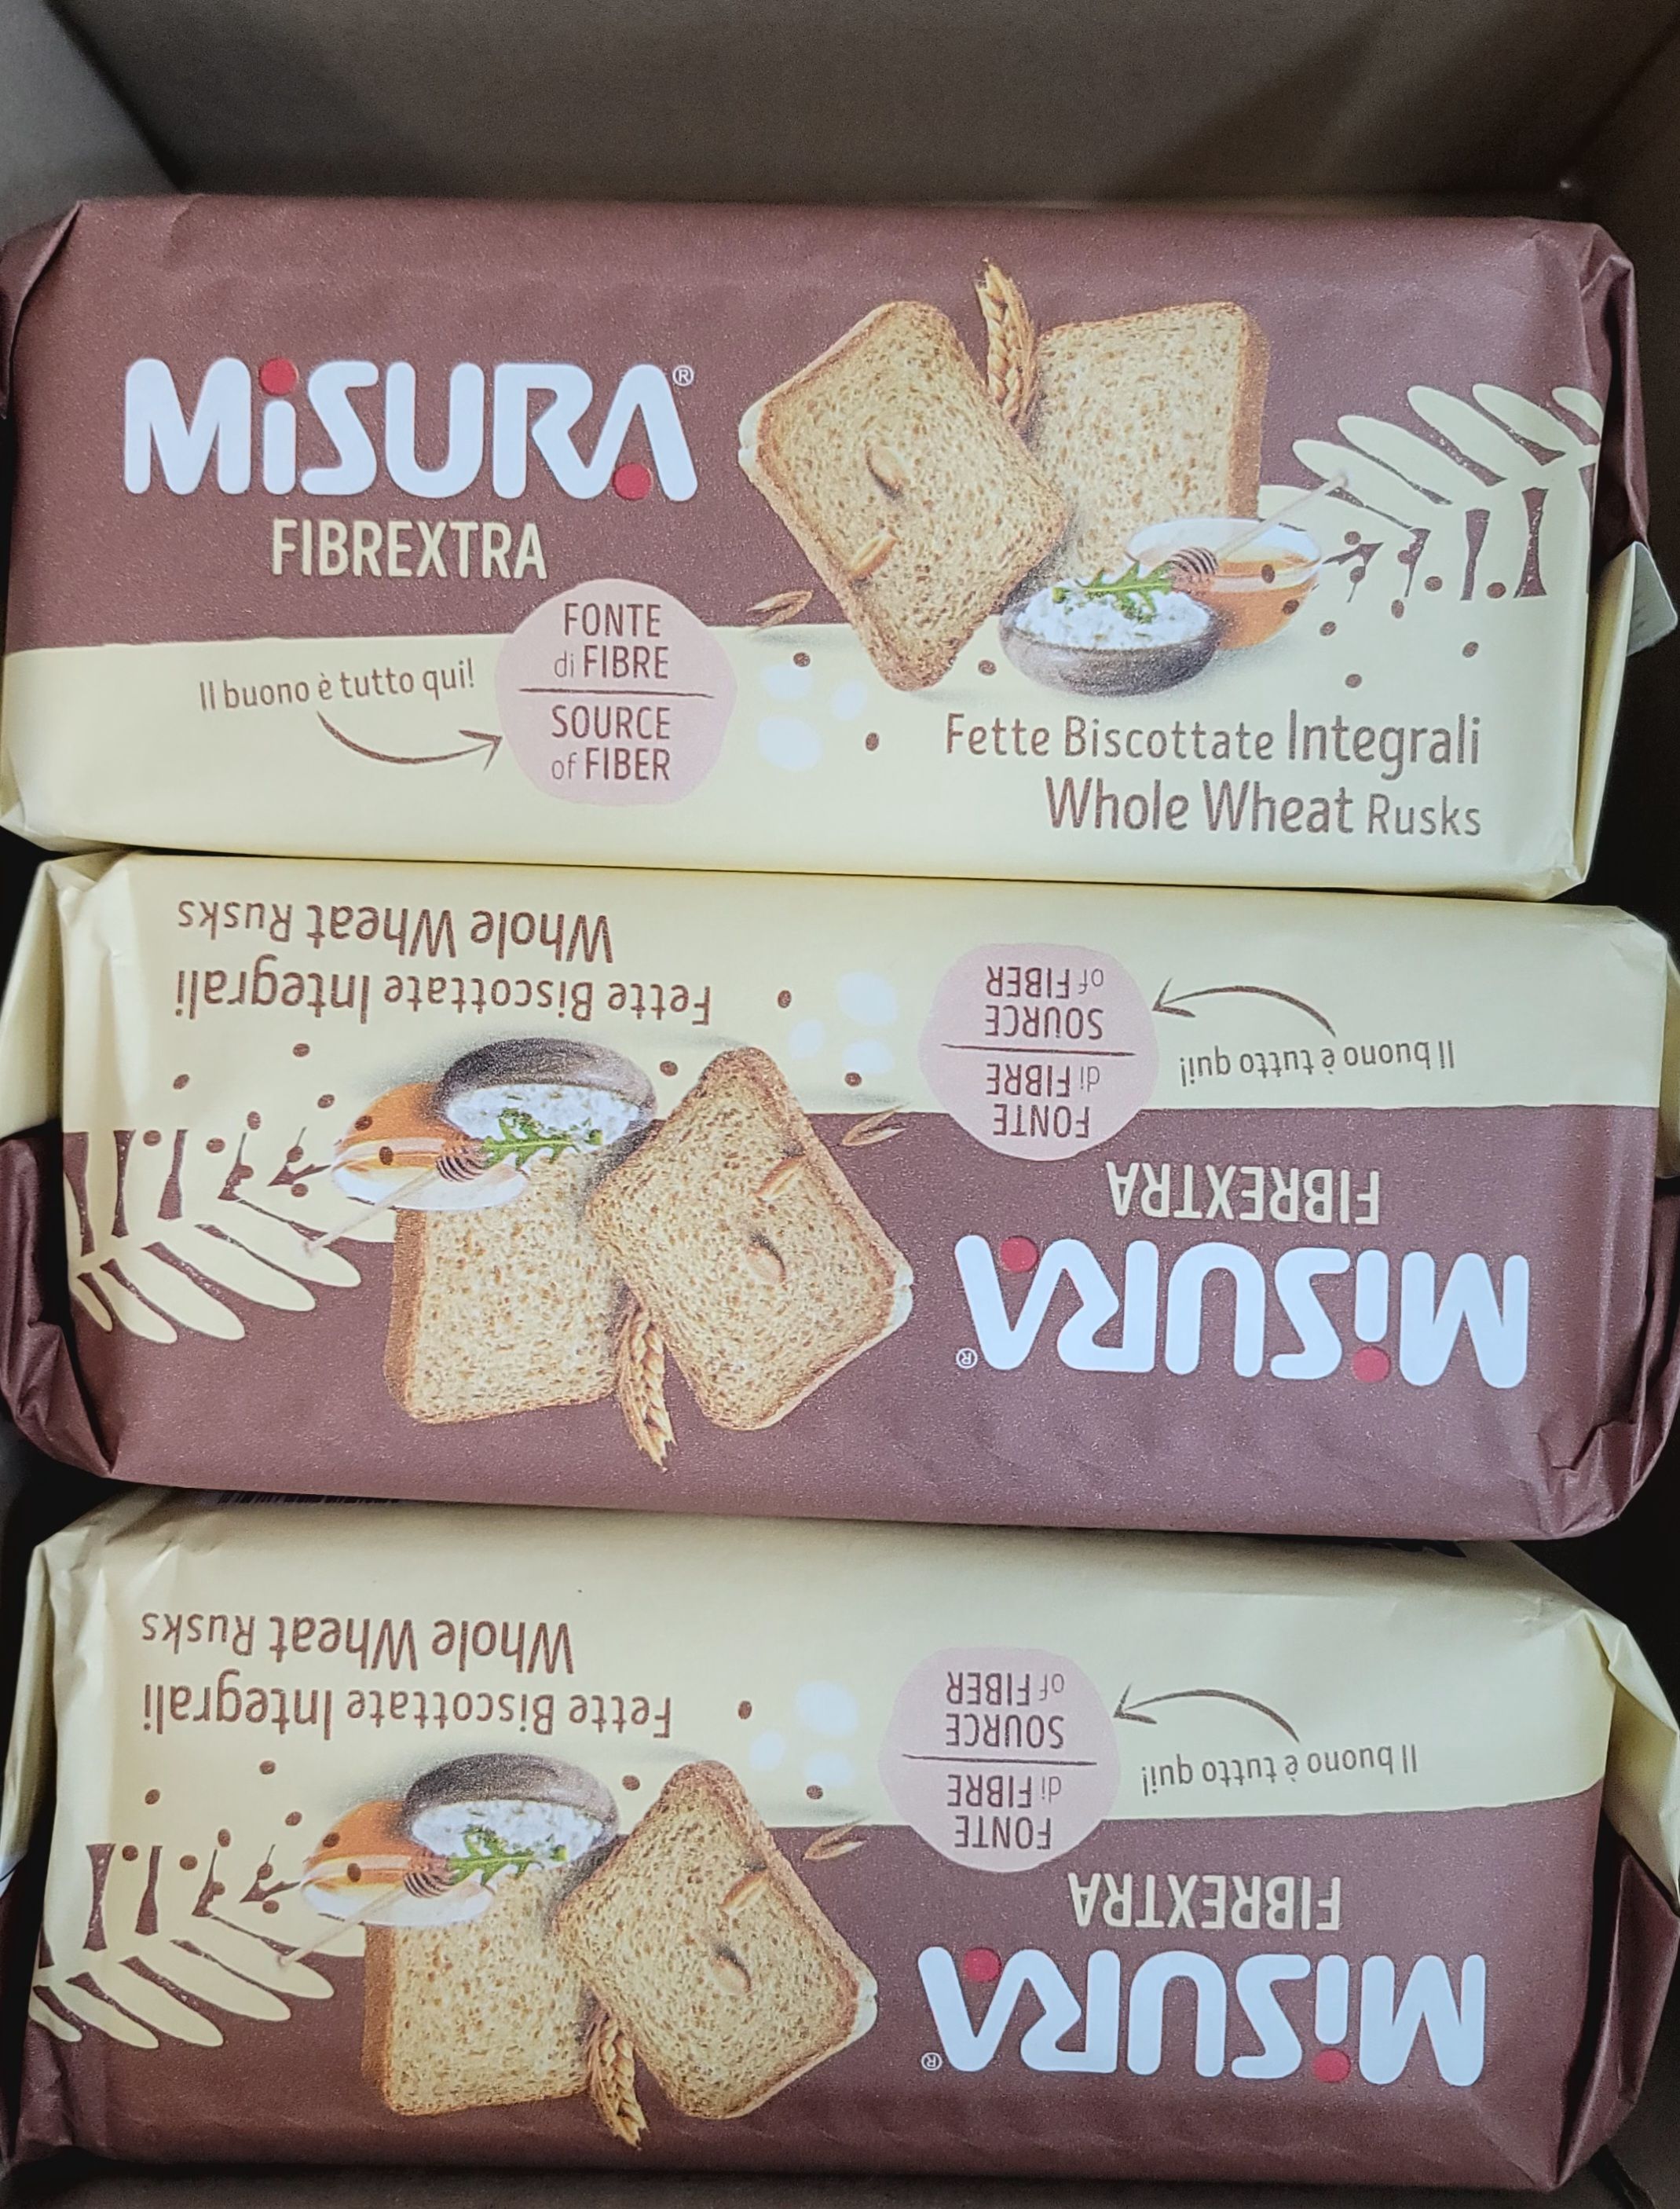 MiSURA®
FIBREXTRA
FONTE
di FIBRE
SOURCE
of FIBER
Il buono è tutto qui!
Fette Biscottate Integrali
Whole Wheat Rusks
MiSURA®
FIBREXTRA
FONTE
di FIBRE
SOURCE
of FIBER
Il buono è tutto qui!
Fette Biscottate Integrali
Whole Wheat Rusks
MiSURA®
FIBREXTRA
FONTE
di FIBRE
SOURCE
of FIBER
Il buono è tutto qui!
Fette Biscottate Integrali
Whole Wheat Rusks